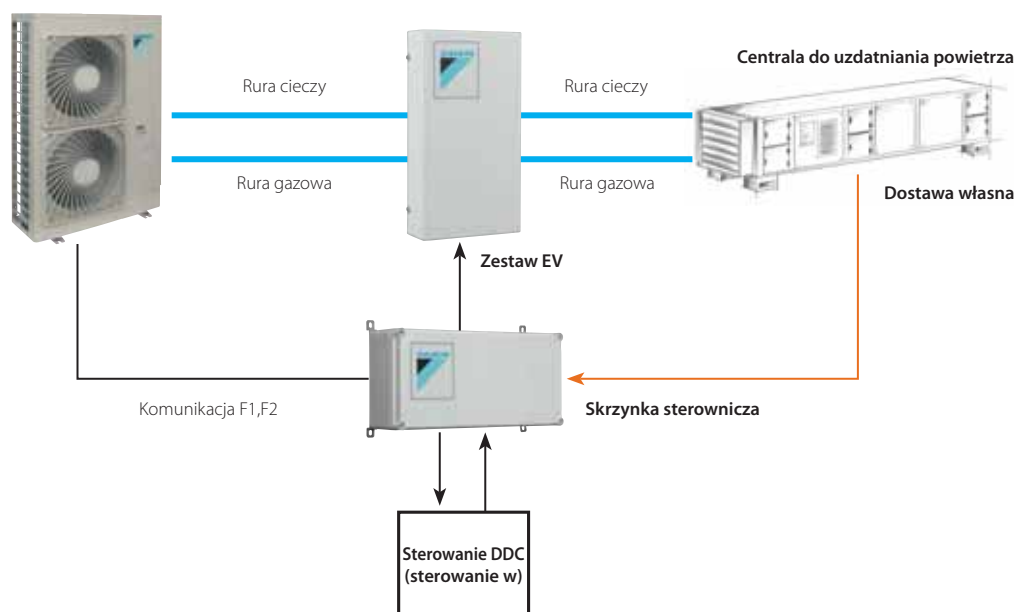 Centrala do uzdatniania powietrza
Rura cieczy
Rura cieczy
Rura gazowa
Rura gazowa
Dostawa własna
Zestaw EV
Komunikacja F1,F2
Skrzynka sterownicza
Sterowanie DDC
(sterowanie w)